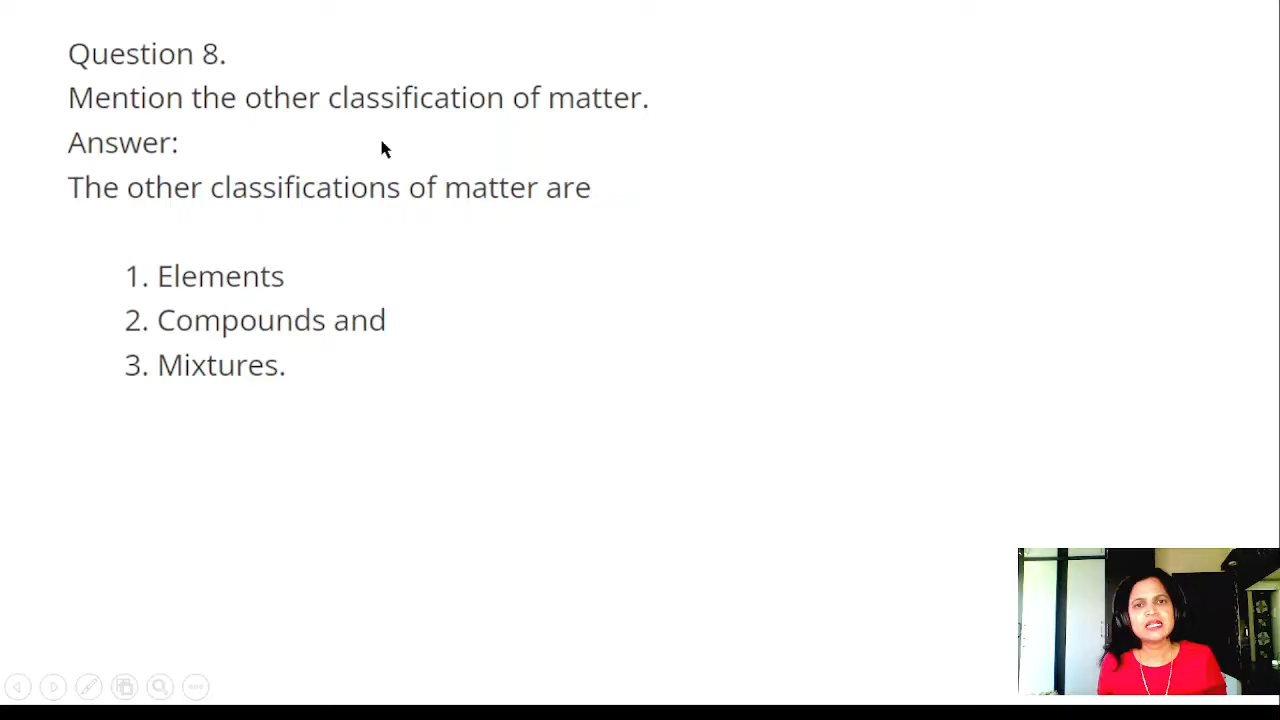 Question 8.
Mention the other classification of matter.
Answer:
The other classifications of matter are
1. Elements
2. Compounds and
3. Mixtures.